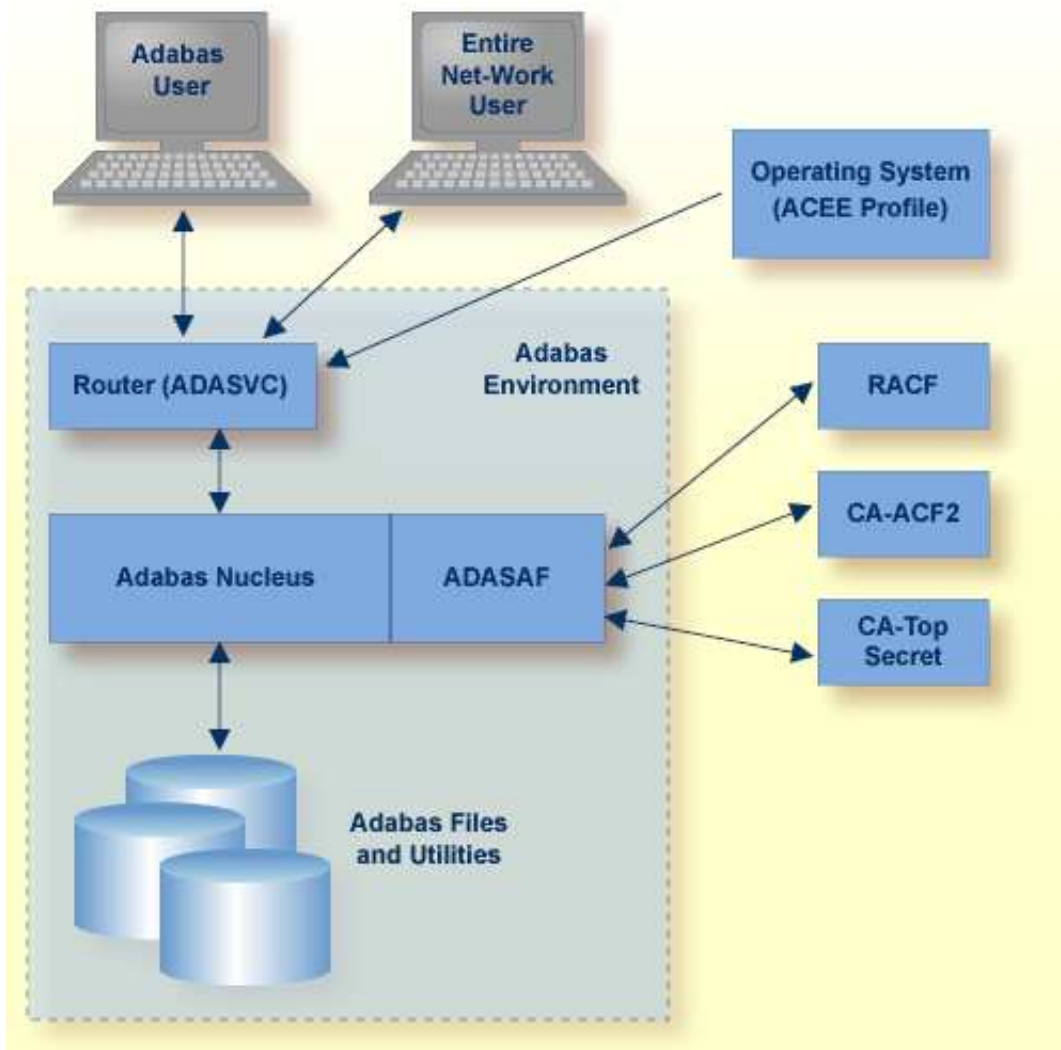 Adabas
User
Entire
Net-Work
User
Operating System
(ACEE Profile)
Adabas
Environment
Router (ADASVC)
RACF
CA-ACF2
Adabas Nucleus
ADASAF
CA-Top
Secret
Adabas Files
and Utilities